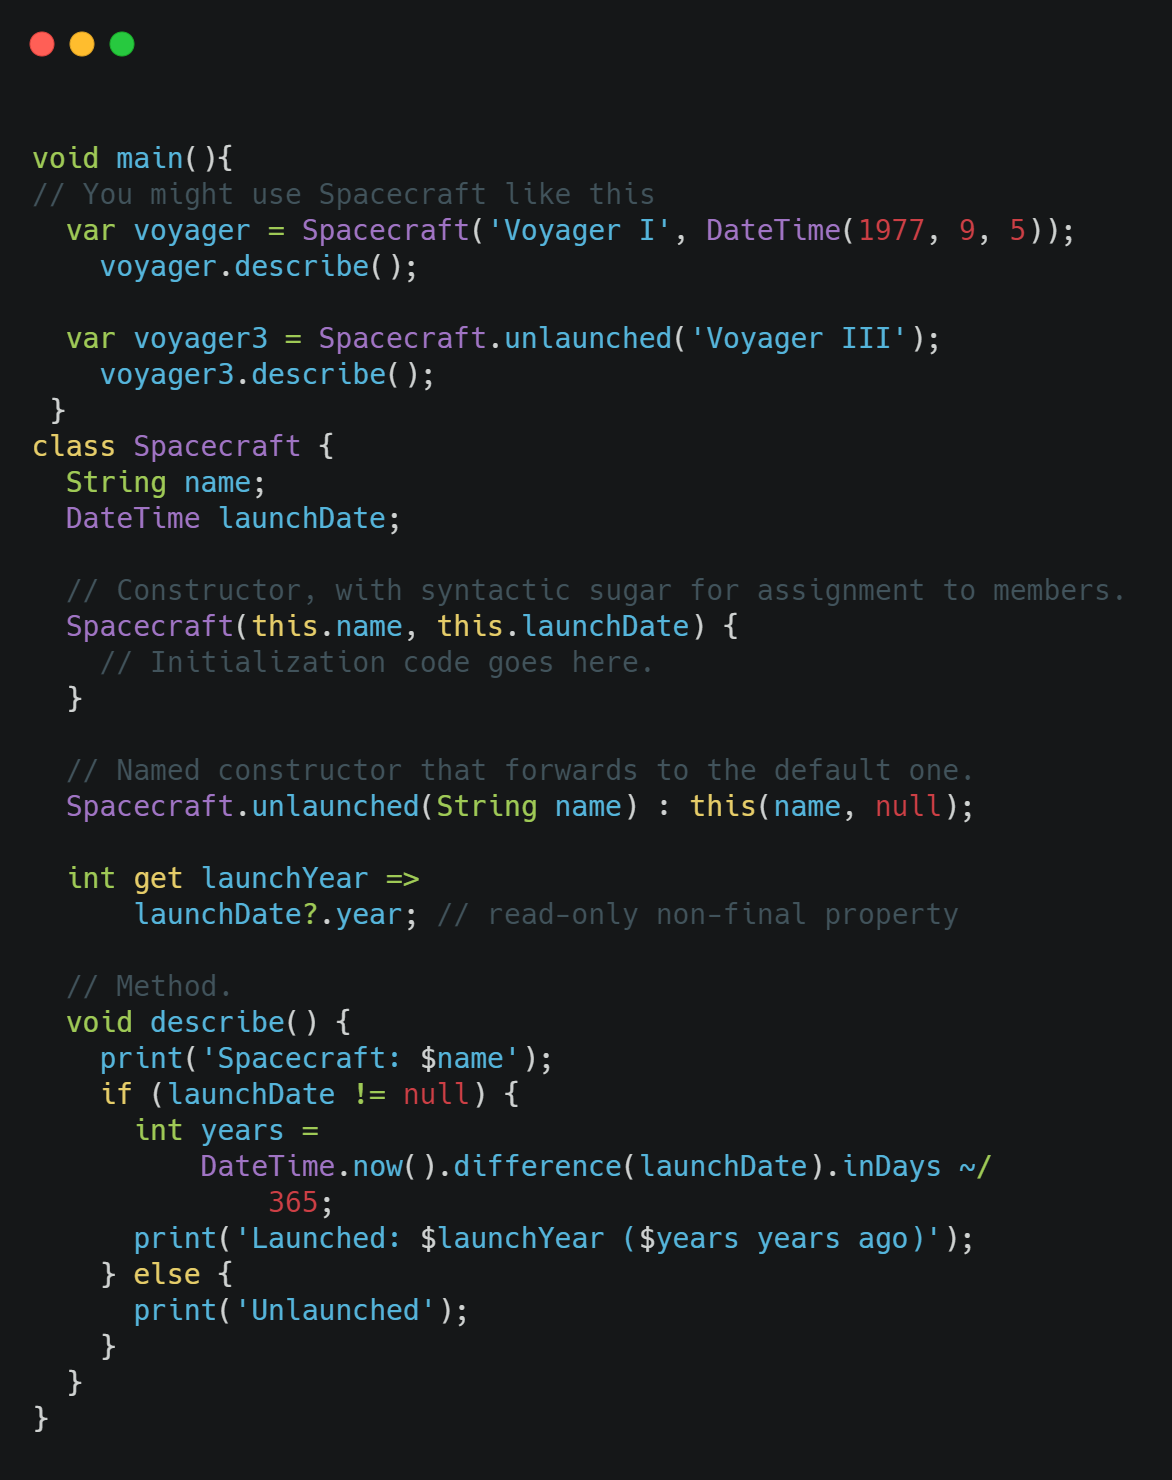 void main(){
// You might use Spacecraft like this
  var voyager = Spacecraft('Voyager I', DateTime(1977, 9, 5));
    voyager.describe();

  var voyager3 = Spacecraft.unlaunched('Voyager III');
    voyager3.describe();
 }
class Spacecraft {
  String name;
  DateTime launchDate;

  // Constructor, with syntactic sugar for assignment to members.
  Spacecraft(this.name, this.launchDate) {
    // Initialization code goes here.
  }

  // Named constructor that forwards to the default one.
  Spacecraft.unlaunched(String name) : this(name, null);

  int get launchYear =>
      launchDate?.year; // read-only non-final property

  // Method.
  void describe() {
    print('Spacecraft: $name');
    if (launchDate != null) {
      int years =
          DateTime.now().difference(launchDate).inDays ~/
              365;
      print('Launched: $launchYear ($years years ago)');
    } else {
      print('Unlaunched');
    }
  }
}